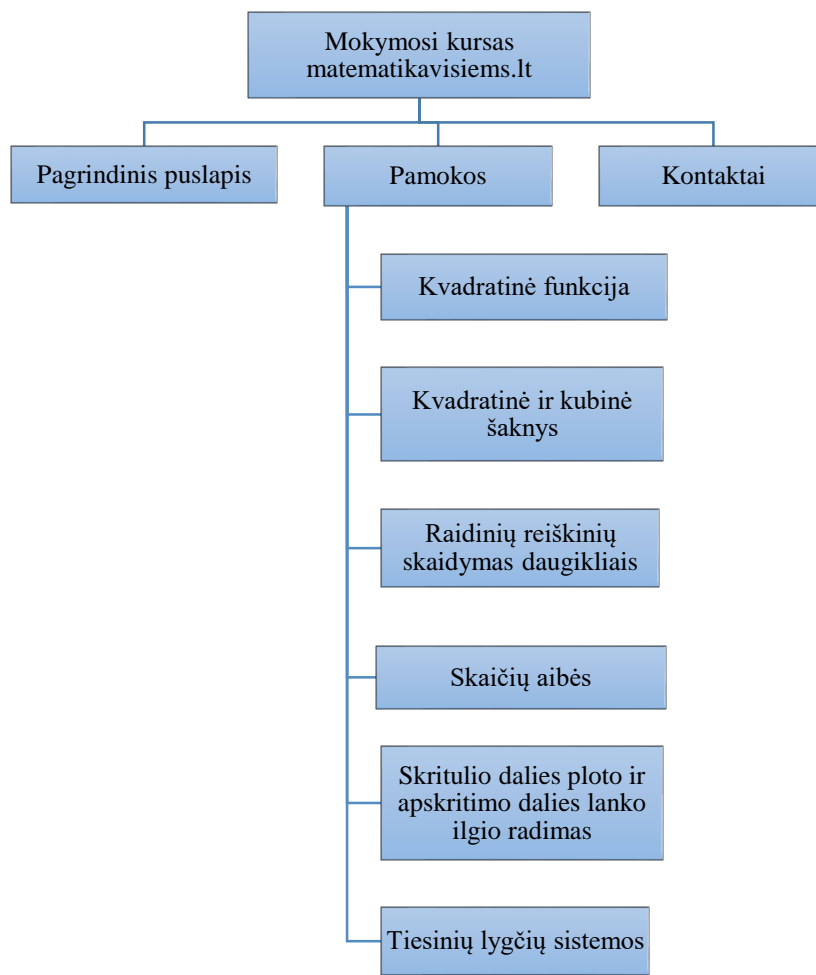 Mokymosi kursas
matematikavisiems.lt
Pagrindinis puslapis
Pamokos
Kontaktai
Kvadratinė funkcija
Kvadratinė ir kubinė
šaknys
Raidinių reiškinių
skaidymas daugikliais
Skaičių aibės
Skritulio dalies ploto ir
apskritimo dalies lanko
ilgio radimas
Tiesinių lygčių sistemos